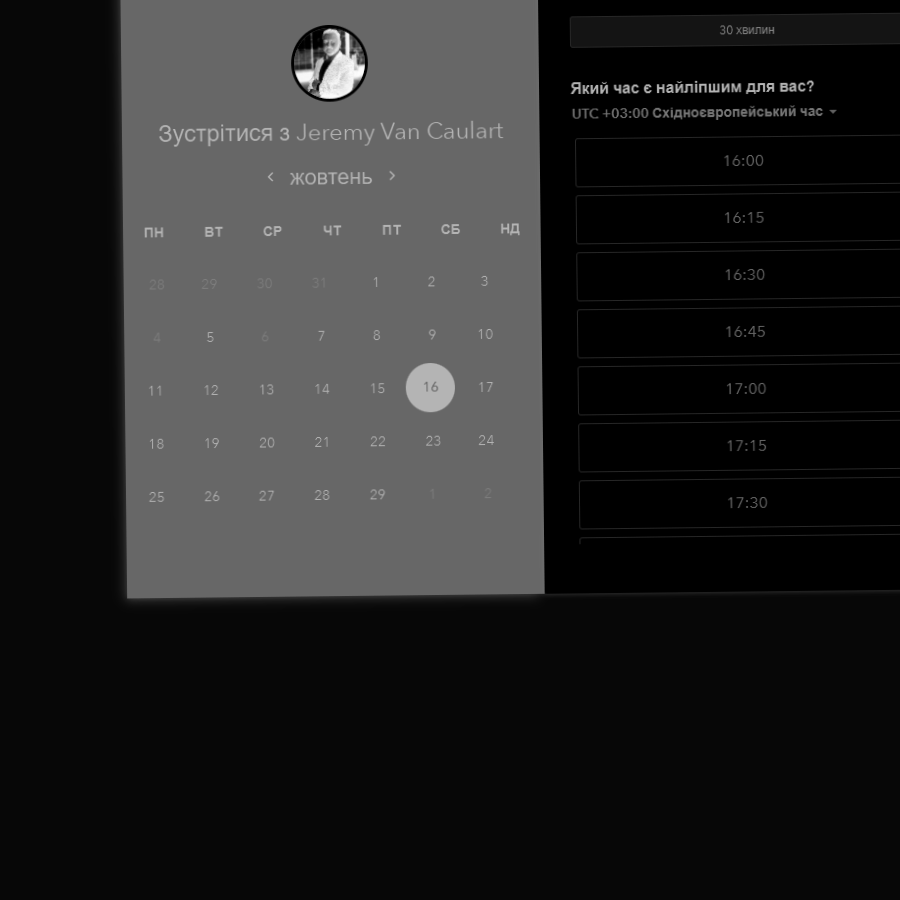 Зустрітися з Jeremy Van Caulart
‹ жовтень ›
ПН ВТ СР ЧТ ПТ СБ НД
28 29 30 31 1 2 3
4 5 6 7 8 9 10
11 12 13 14 15 16 17
18 19 20 21 22 23 24
25 26 27 28 29 1 2
30 хвилин
Який час є найліпшим для вас?
UTC +03:00 Східноєвропейський час
16:00
16:15
16:30
16:45
17:00
17:15
17:30